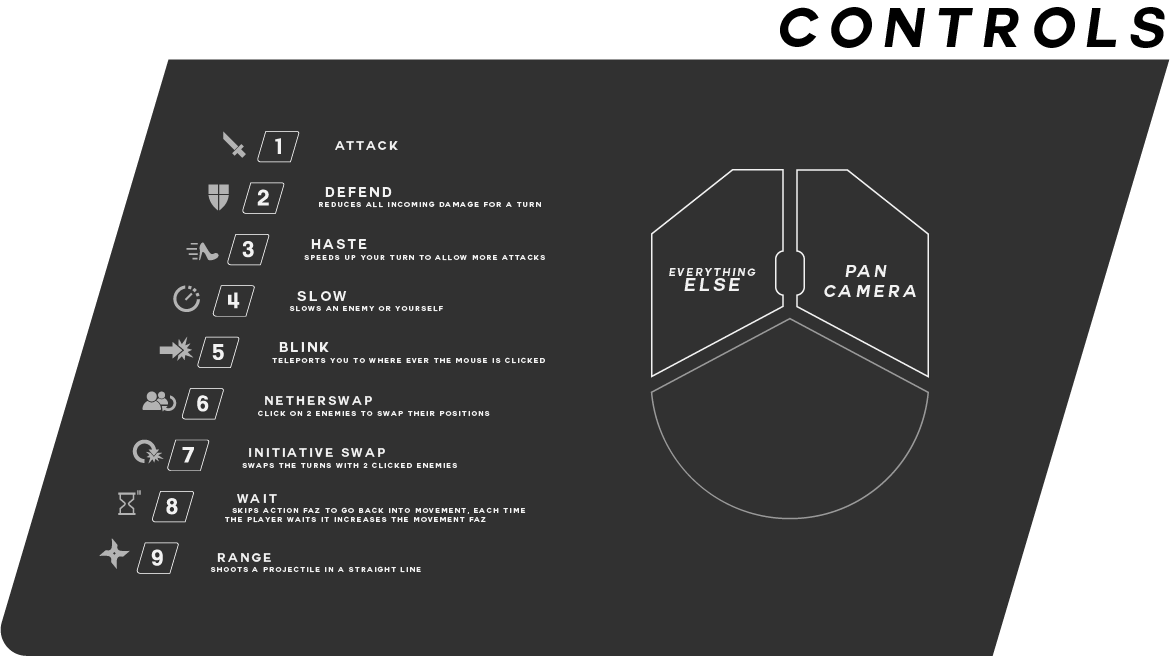 CONTROLS
1 ATTACK
2 DEFEND
REDUCES ALL INCOMING DAMAGE FOR A TURN
3 HASTE
SPEEDS UP YOUR TURN TO ALLOW MORE ATTACKS
4 SLOW
SLOWS AN ENEMY OR YOURSELF
5 BLINK
TELEPORTS YOU TO WHERE EVER THE MOUSE IS CLICKED
6 NETHERSWAP
CLICK ON 2 ENEMIES TO SWAP THEIR POSITIONS
7 INITIATIVE SWAP
SWAPS THE TURNS WITH 2 CLICKED ENEMIES
8 WAIT
SKIPS ACTION FAZ TO GO BACK INTO MOVEMENT, EACH TIME
THE PLAYER WAITS IT INCREASES THE MOVEMENT FAZ
9 RANGE
SHOOTS A PROJECTILE IN A STRAIGHT LINE
EVERYTHING
ELSE
PAN
CAMERA